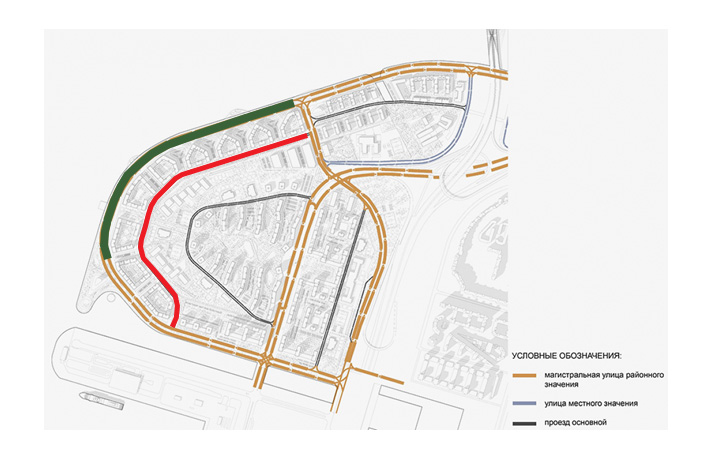 УСЛОВНЫЕ ОБОЗНАЧЕНИЯ:
магистральная улица районного
значения
улица местного значения
проезд основной